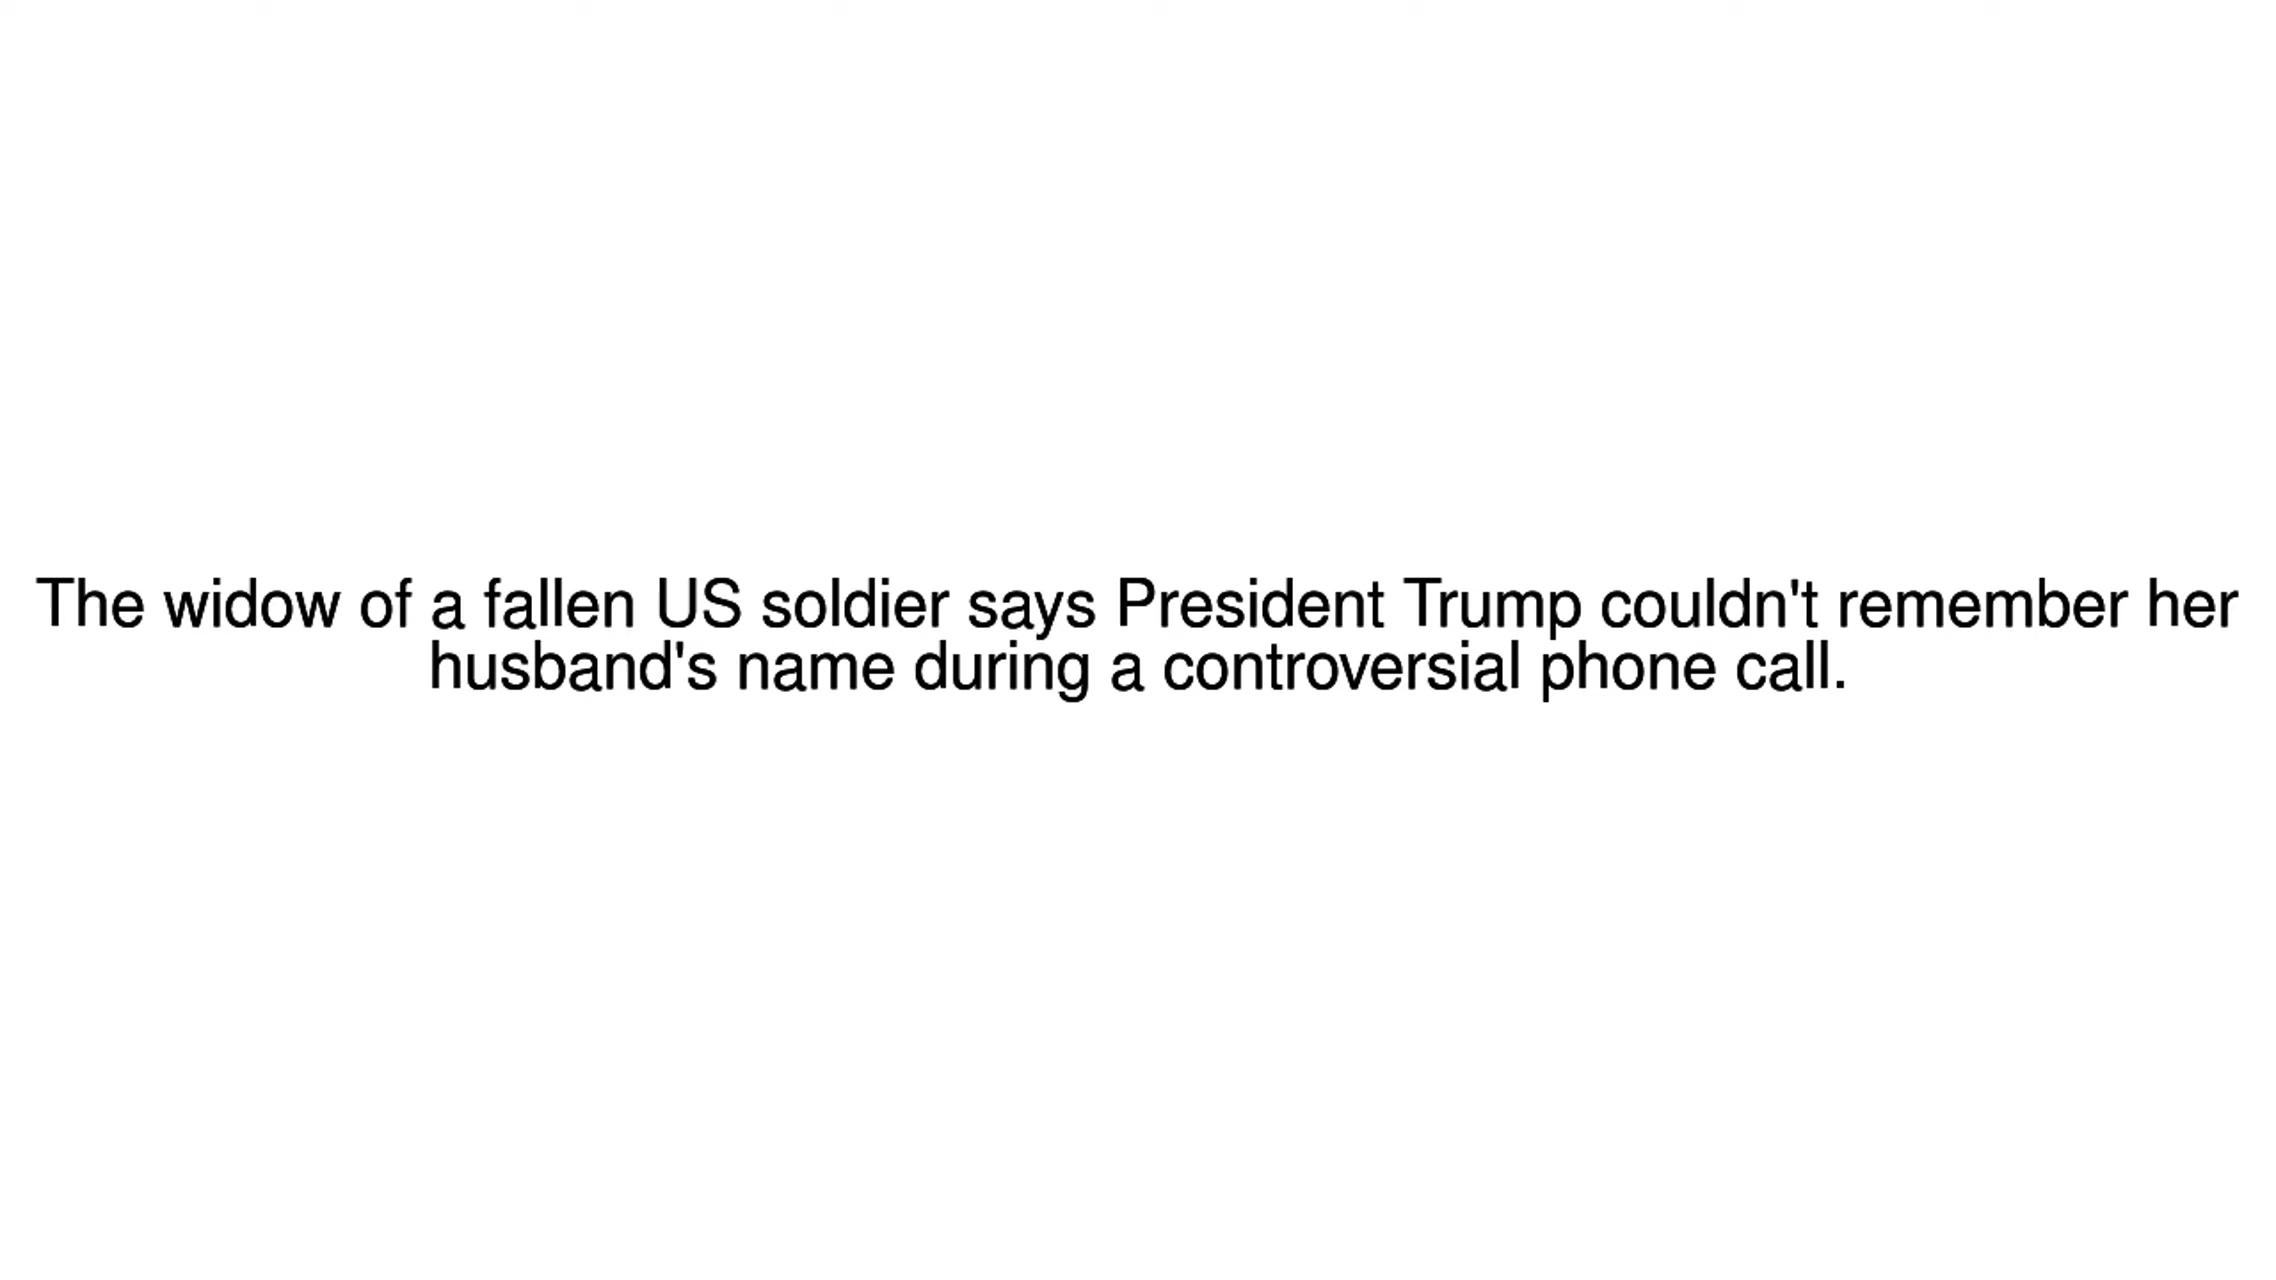 The widow of a fallen US soldier says President Trump couldn't remember her
husband's name during a controversial phone call.